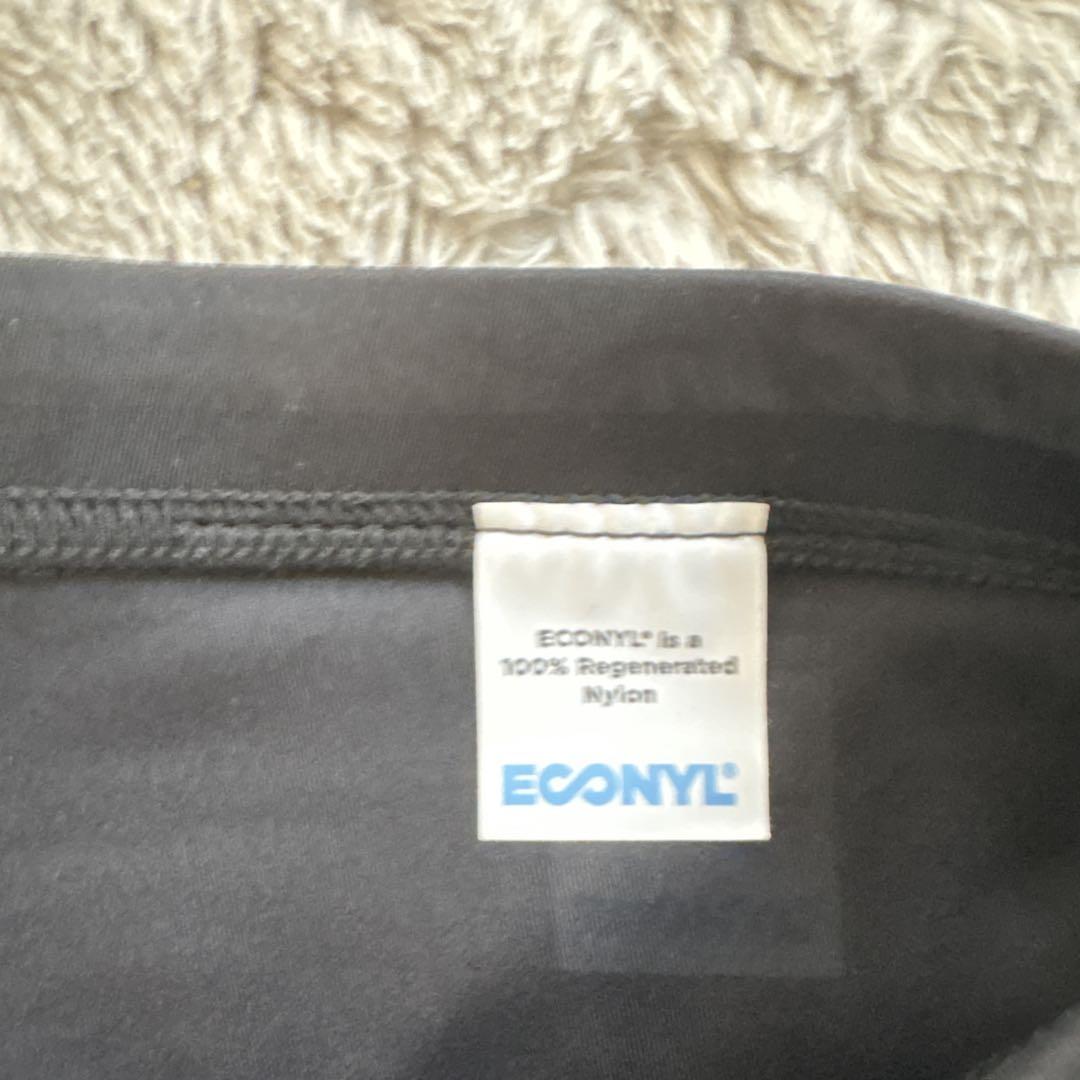 ECONYL® is a
100% Regenerated
Nylon
ECONYL®